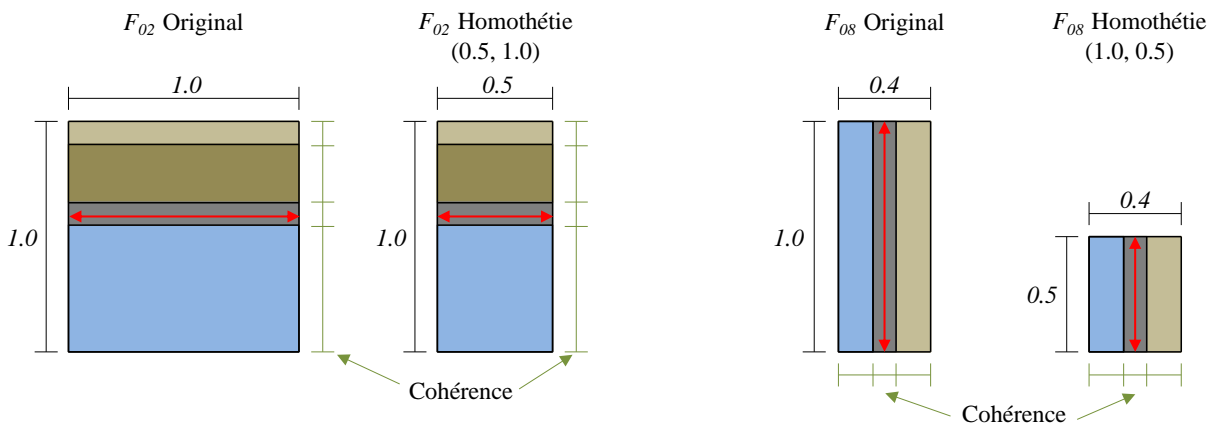 F02 Original
F02 Homothétie
(0.5, 1.0)
F08 Original
F08 Homothétie
(1.0, 0.5)
1.0
0.5
0.4
1.0
1.0
1.0
0.4
0.5
Cohérence
Cohérence